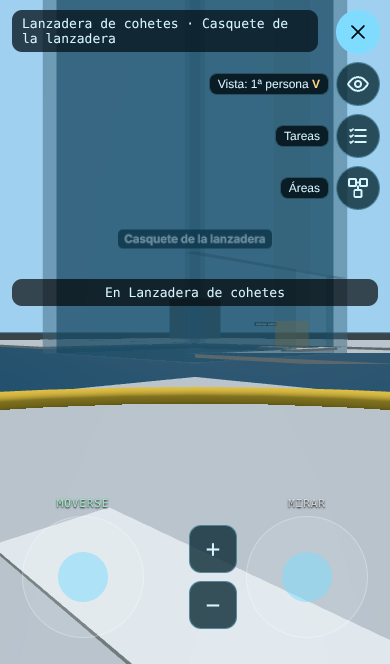 Lanzadera de cohetes · Casquete de
la lanzadera
Vista: 1ª persona V
Tareas
Áreas
Casquete de la lanzadera
En Lanzadera de cohetes
MOVERSE
MIRAR
+
−